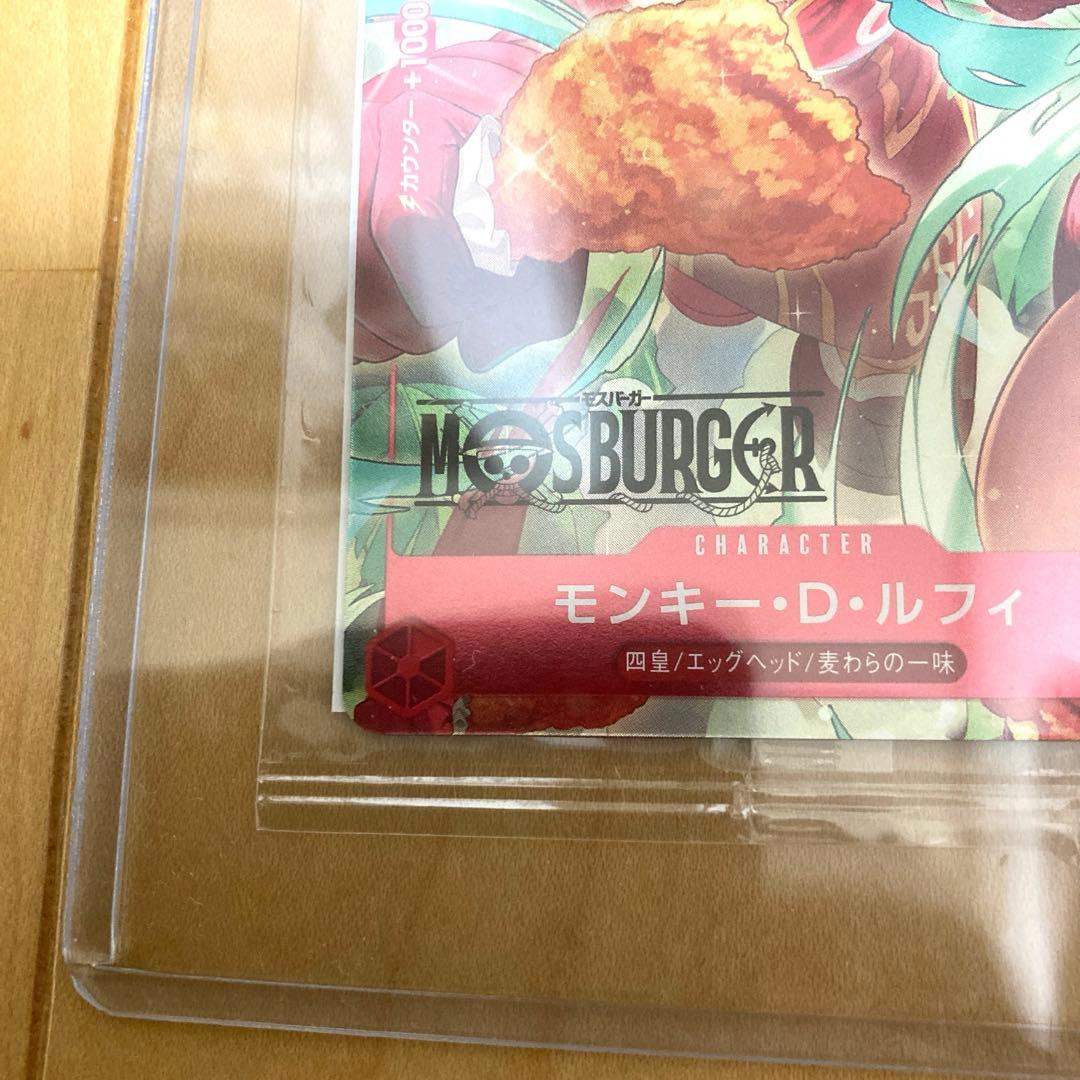 カウンター +1000
モスバーガー
MOSBURGER
CHARACTER
モンキー・D・ルフィ
四皇/エッグヘッド/麦わらの一味